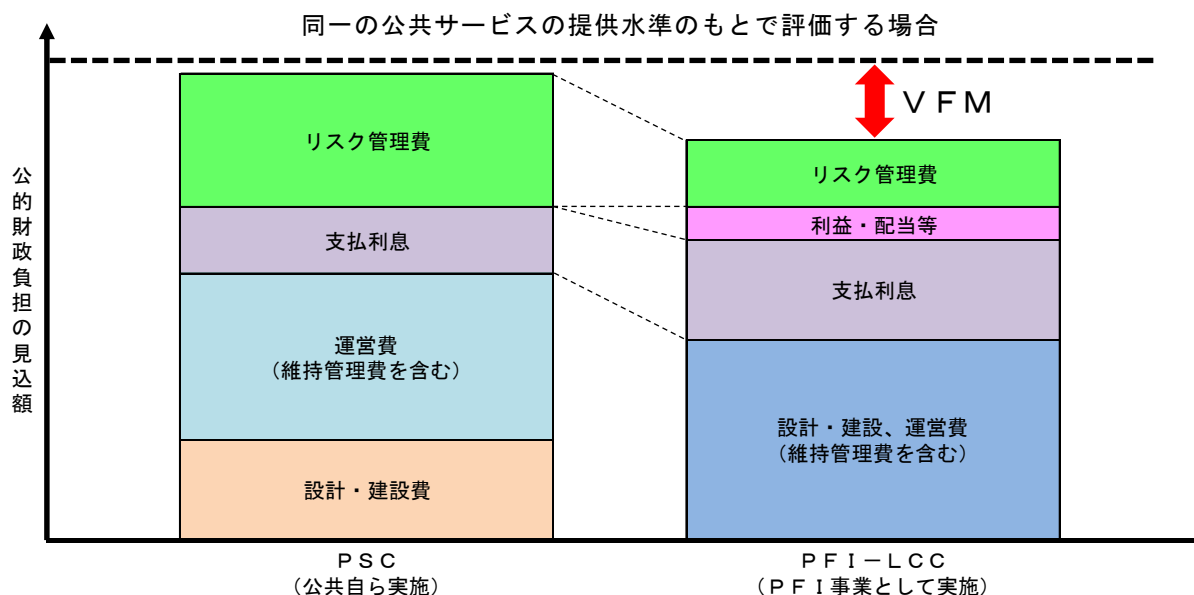 同一の公共サービスの提供水準のもとで評価する場合
公的財政負担の見込額
リスク管理費
支払利息
運営費
(維持管理費を含む)
設計・建設費
ＶＦＭ
リスク管理費
利益・配当等
支払利息
設計・建設、運営費
(維持管理費を含む)
ＰＳＣ
(公共自ら実施)
ＰＦＩ－ＬＣＣ
(ＰＦＩ事業として実施)